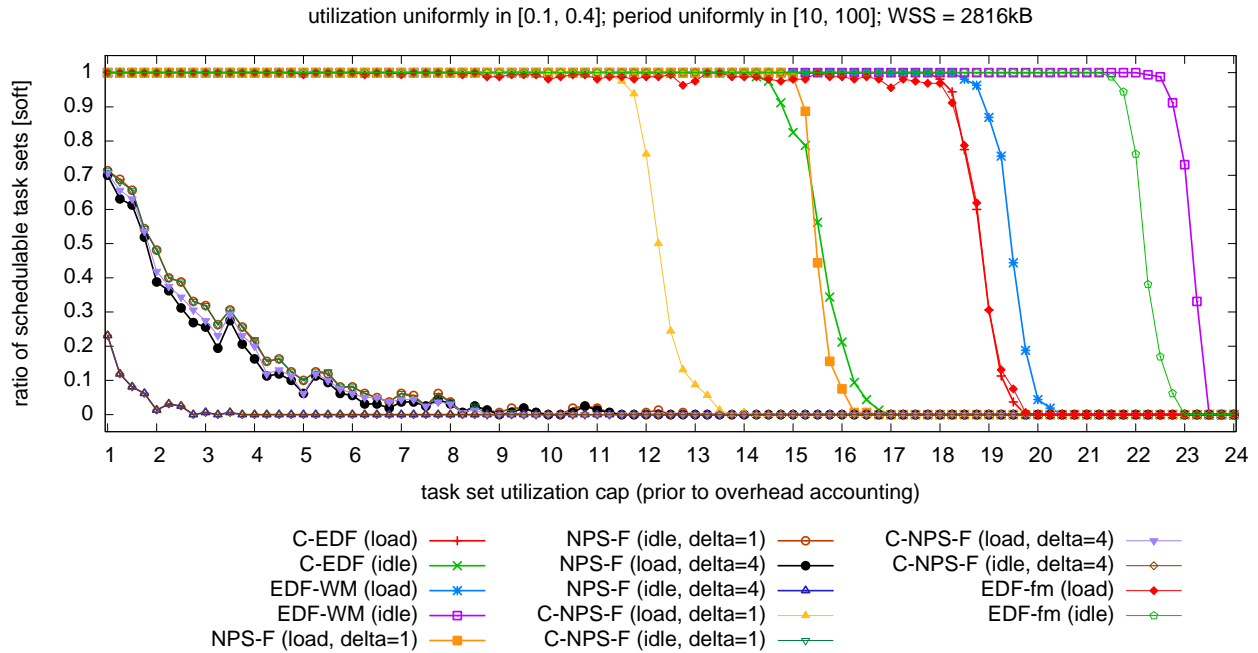 utilization uniformly in [0.1, 0.4]; period uniformly in [10, 100]; WSS = 2816kB
ratio of schedulable task sets [soft]
1
0.9
0.8
0.7
0.6
0.5
0.4
0.3
0.2
0.1
0
1 2 3 4 5 6 7 8 9 10 11 12 13 14 15 16 17 18 19 20 21 22 23 24
task set utilization cap (prior to overhead accounting)
C-EDF (load)
C-EDF (idle)
EDF-WM (load)
EDF-WM (idle)
NPS-F (load, delta=1)
NPS-F (idle, delta=1)
NPS-F (load, delta=4)
NPS-F (idle, delta=4)
C-NPS-F (load, delta=1)
C-NPS-F (idle, delta=1)
C-NPS-F (load, delta=4)
C-NPS-F (idle, delta=4)
EDF-fm (load)
EDF-fm (idle)